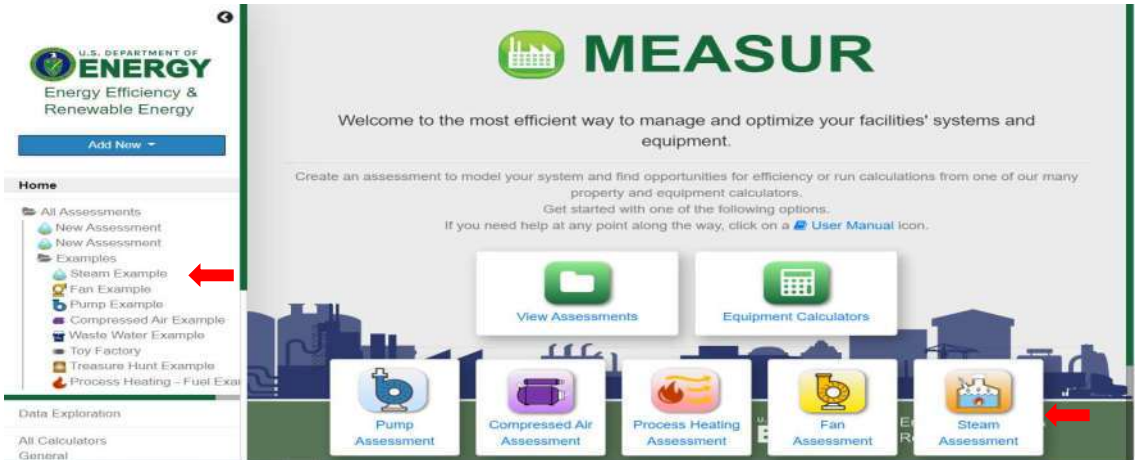 U.S. DEPARTMENT OF
ENERGY
Energy Efficiency &
Renewable Energy
Add New
Home
All Assessments
New Assessment
New Assessment
Examples
Steam Example
Fan Example
Pump Example
Compressed Air Example
Waste Water Example
Toy Factory
Treasure Hunt Example
Process Heating - Fuel Exa
Data Exploration
All Calculators
General
MEASUR
Welcome to the most efficient way to manage and optimize your facilities' systems and
equipment.
Create an assessment to model your system and find opportunities for efficiency or run calculations from one of our many
property and equipment calculators.
Get started with one of the following options.
If you need help at any point along the way, click on a User Manual icon.
View Assessments
Equipment Calculators
Pump
Assessment
Compressed Air
Assessment
Process Heating
Assessment
Fan
Assessment
Steam
Assessment